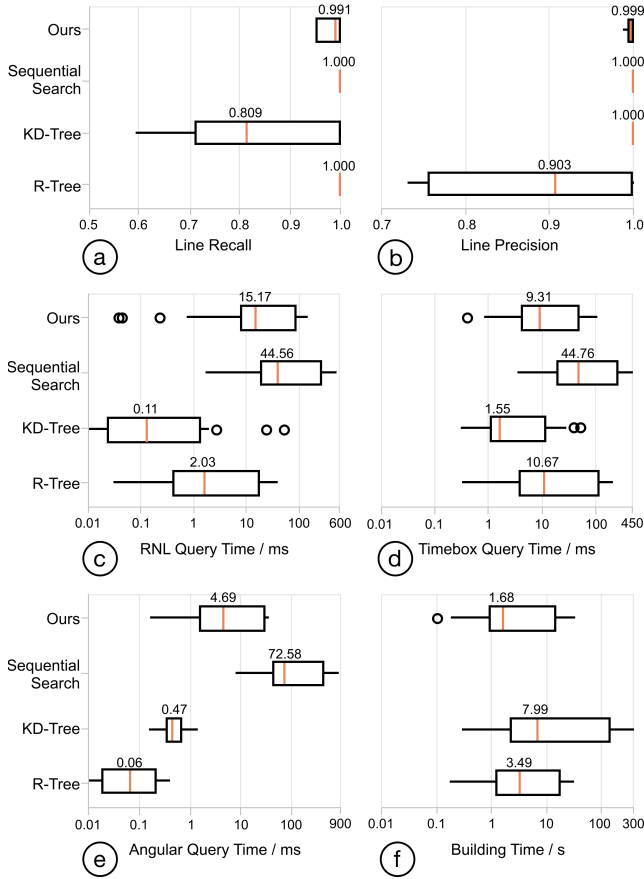 0.991
0.999
Ours
1.000
1.000
Sequential
Search
0.809
1.000
KD-Tree
1.000
0.903
R-Tree
0.5 0.6 0.7 0.8 0.9 1.0
0.7 0.8 0.9 1.0
a Line Recall
b Line Precision
15.17
9.31
Ours
44.56
44.76
Sequential
Search
0.11
1.55
KD-Tree
2.03
10.67
R-Tree
0.01 0.1 1 10 100 600
0.01 0.1 1 10 100 450
c RNL Query Time / ms
d Timebox Query Time / ms
4.69
1.68
Ours
72.58
Sequential
Search
0.47
7.99
KD-Tree
0.06
3.49
R-Tree
0.01 0.1 1 10 100 900
0.01 0.1 1 10 100 300
e Angular Query Time / ms
f Building Time / s